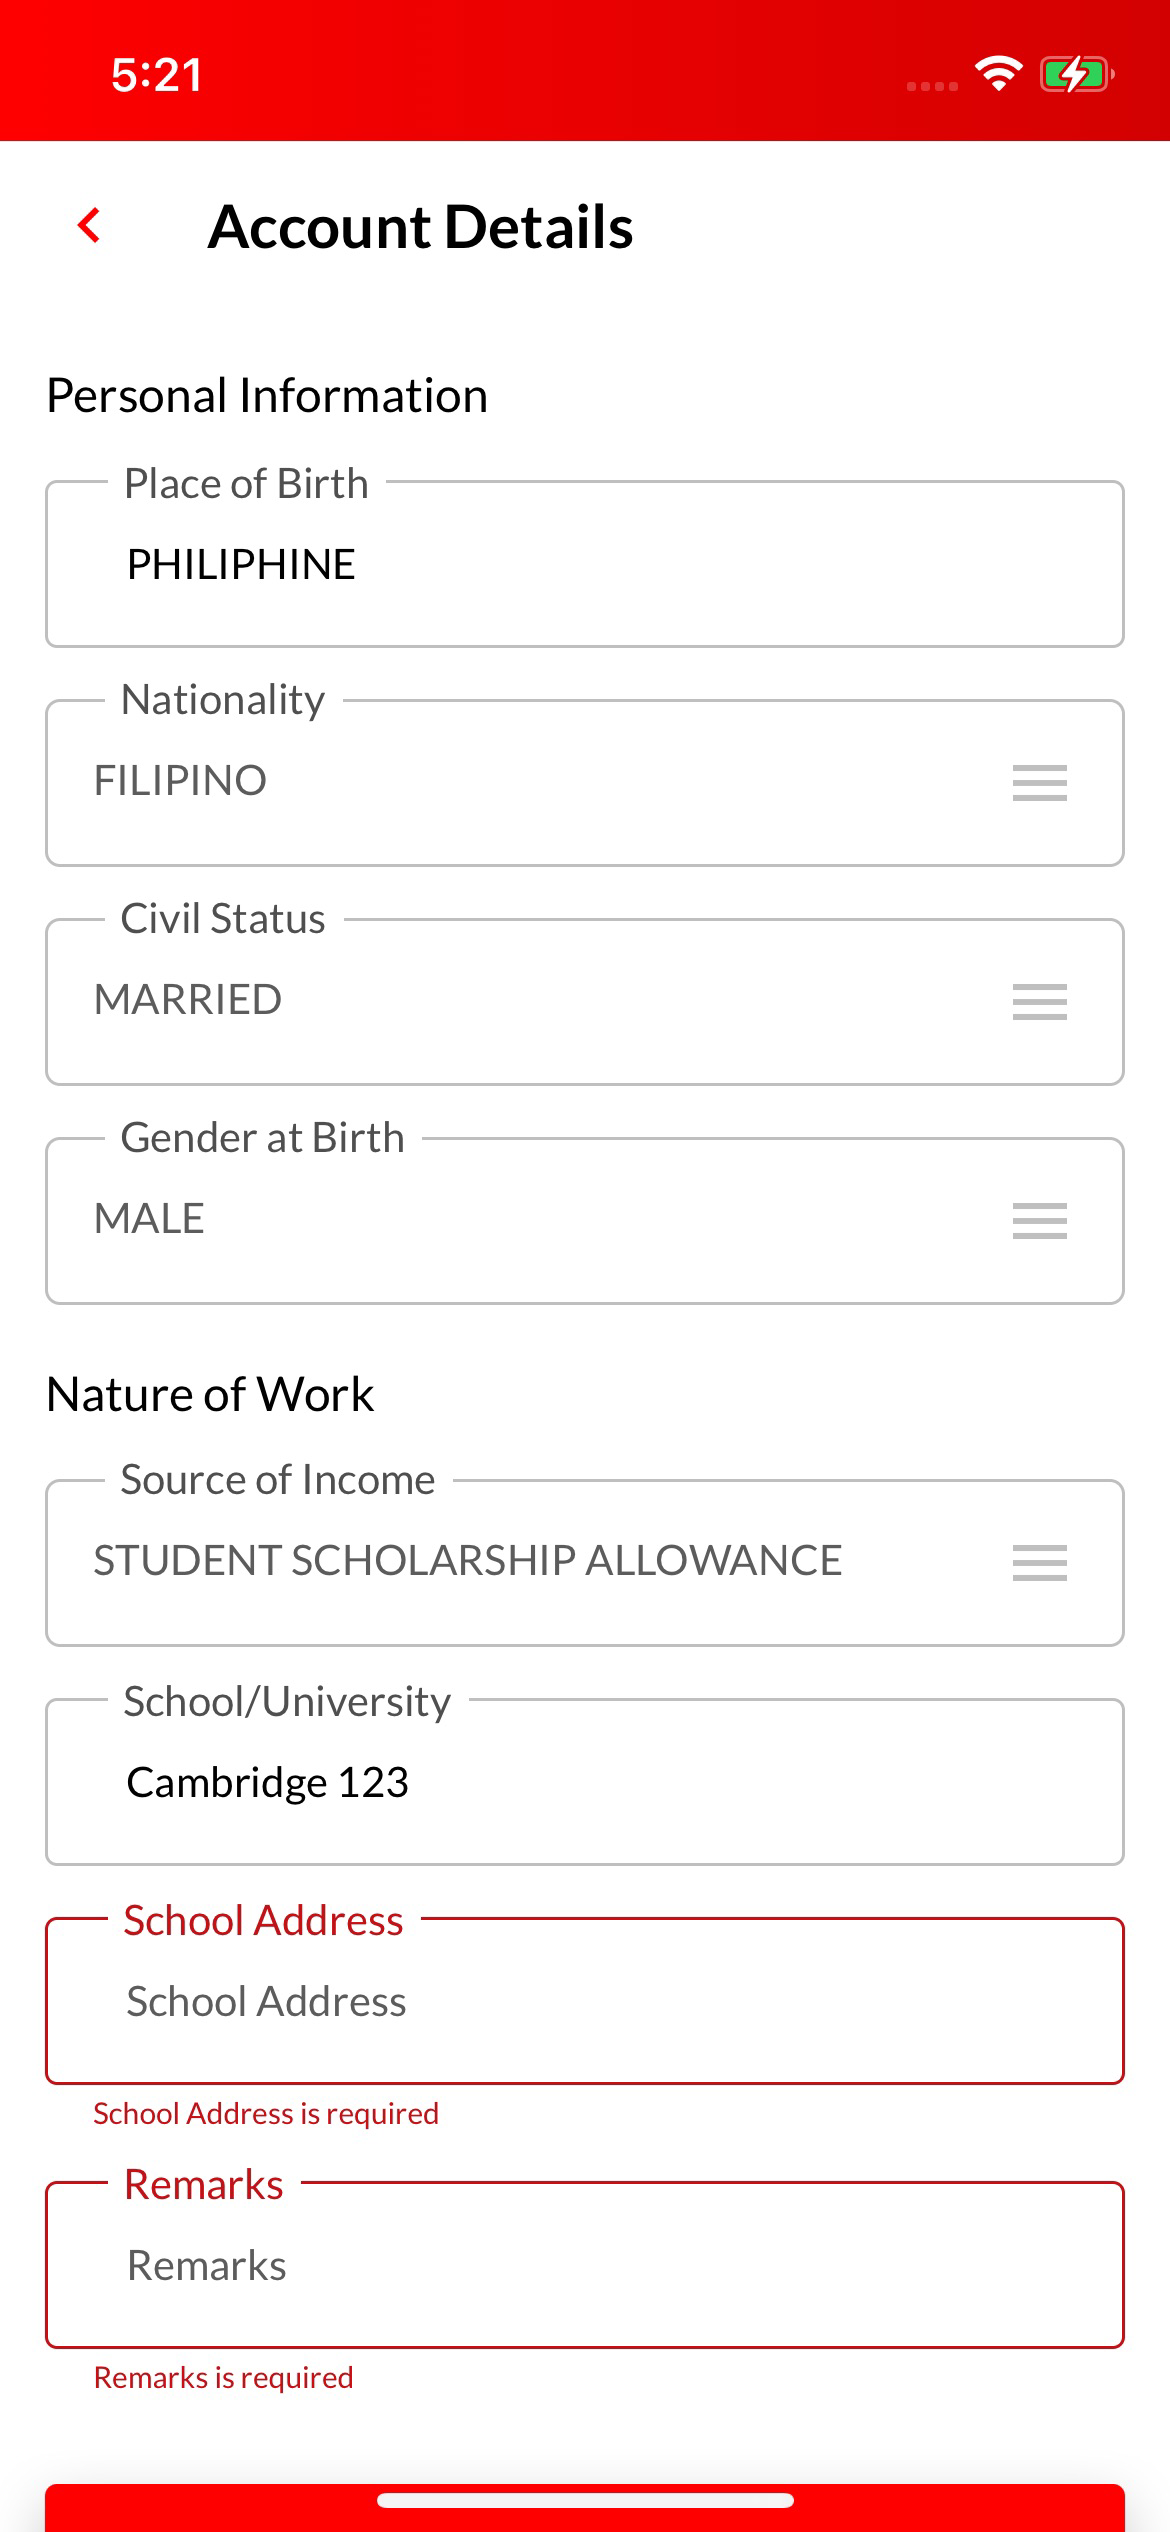 5:21
Account Details
Personal Information
Place of Birth
PHILIPHINE
Nationality
FILIPINO
Civil Status
MARRIED
Gender at Birth
MALE
Nature of Work
Source of Income
STUDENT SCHOLARSHIP ALLOWANCE
School/University
Cambridge 123
School Address
School Address
School Address is required
Remarks
Remarks
Remarks is required